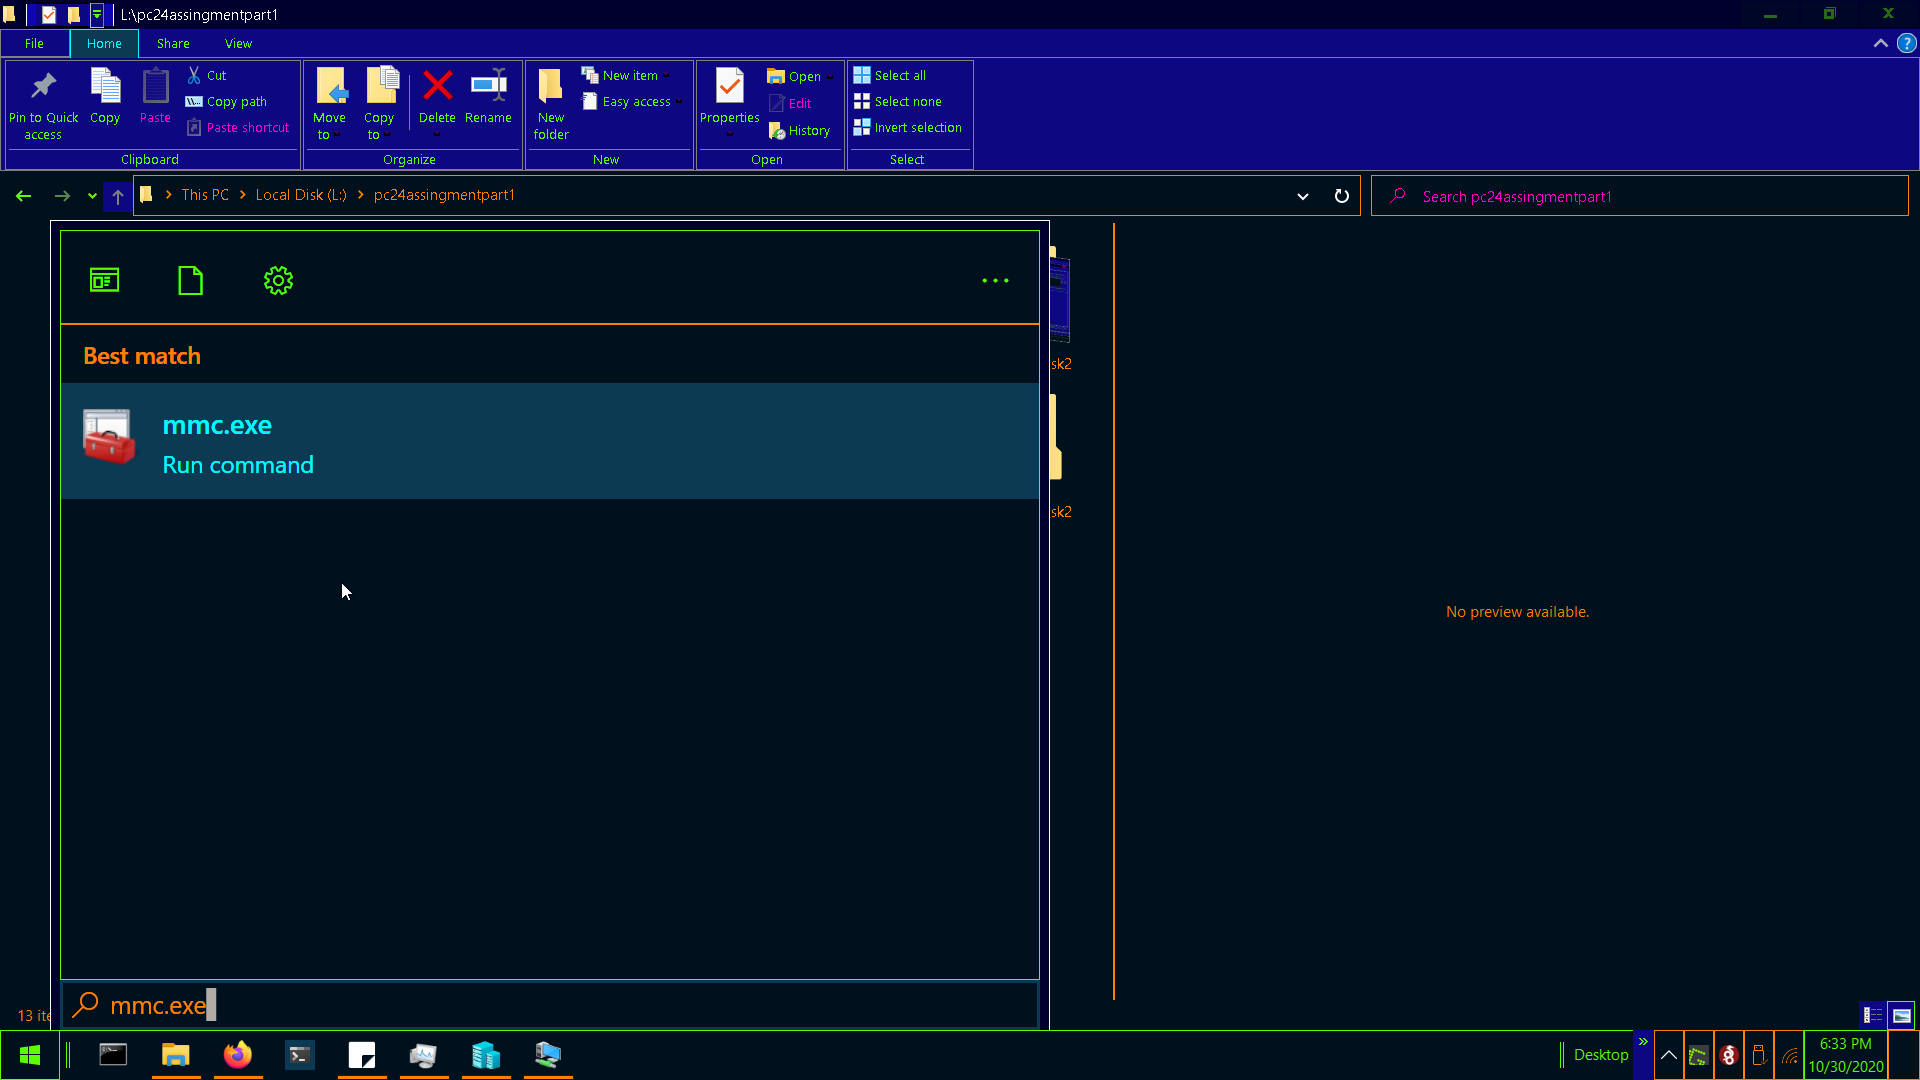 L:\pc24assingmentpart1
File Home Share View
Pin to Quick access
Copy
Paste
Cut
Copy path
Paste shortcut
Clipboard
Move to
Copy to
Delete
Rename
Organize
New folder
New item
Easy access
New
Properties
Open
Edit
History
Open
Select all
Select none
Invert selection
Select
This PC > Local Disk (L:) > pc24assingmentpart1
Search pc24assingmentpart1
Best match
mmc.exe
Run command
sk2
sk2
No preview available.
mmc.exe
13 ite
Desktop
6:33 PM
10/30/2020